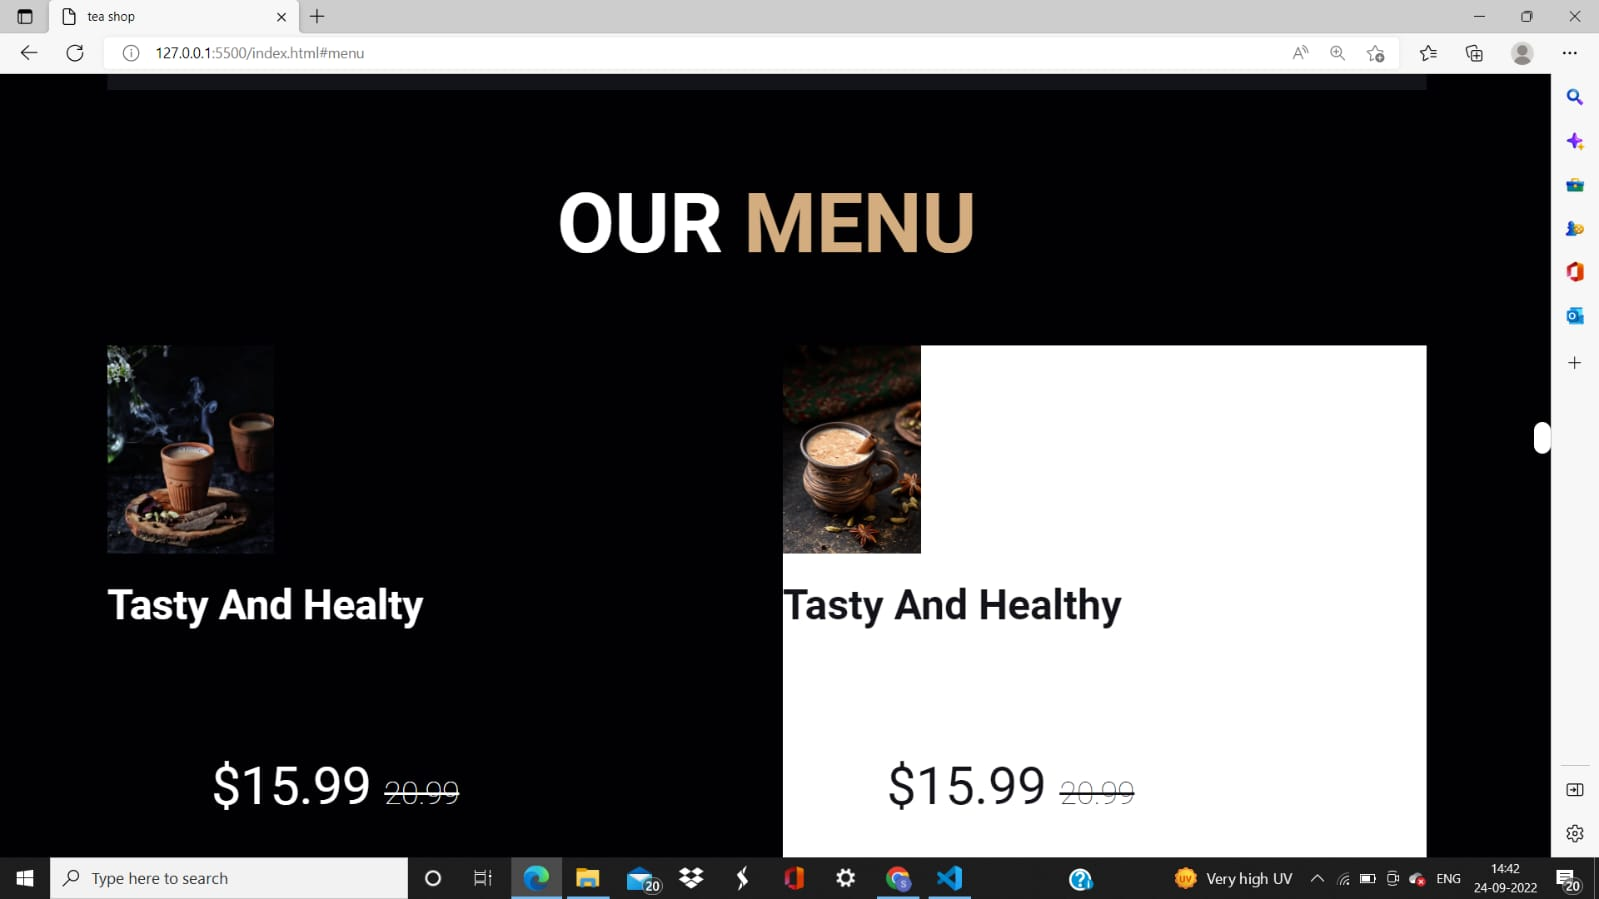 tea shop
127.0.0.1:5500/index.html#menu
OUR MENU
Tasty And Healty
Tasty And Healthy
$15.99 20.99
$15.99 20.99
Type here to search
20
UV
Very high UV
ENG
14:42
24-09-2022
20